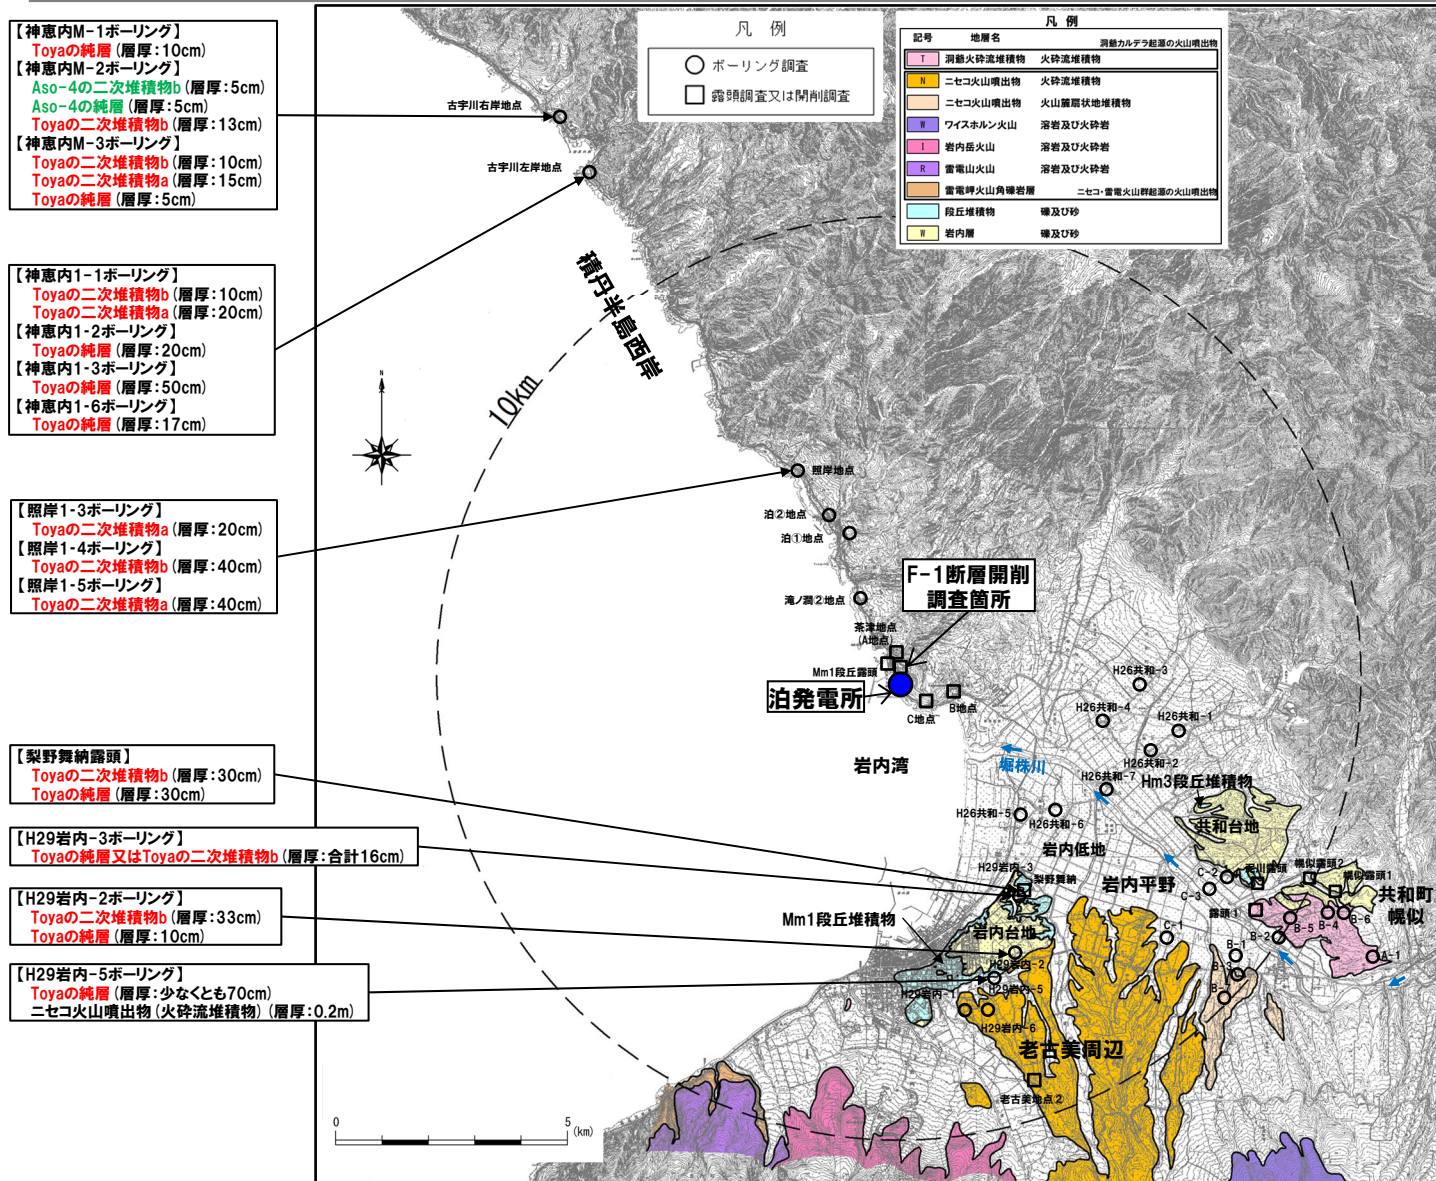 【神恵内M-1ボーリング】
Toyaの純層(層厚:10cm)
【神恵内M-2ボーリング】
Aso-4の二次堆積物b(層厚:5cm)
Aso-4の純層(層厚:5cm)
Toyaの二次堆積物b(層厚:13cm)
【神恵内M-3ボーリング】
Toyaの二次堆積物b(層厚:10cm)
Toyaの二次堆積物a(層厚:15cm)
Toyaの純層(層厚:5cm)
【神恵内1-1ボーリング】
Toyaの二次堆積物b(層厚:10cm)
Toyaの二次堆積物a(層厚:20cm)
【神恵内1-2ボーリング】
Toyaの純層(層厚:20cm)
【神恵内1-3ボーリング】
Toyaの純層(層厚:50cm)
【神恵内1-6ボーリング】
Toyaの純層(層厚:17cm)
【照岸1-3ボーリング】
Toyaの二次堆積物a(層厚:20cm)
【照岸1-4ボーリング】
Toyaの二次堆積物b(層厚:40cm)
【照岸1-5ボーリング】
Toyaの二次堆積物a(層厚:40cm)
【梨野舞納露頭】
Toyaの二次堆積物b(層厚:30cm)
Toyaの純層(層厚:30cm)
【H29岩内-3ボーリング】
Toyaの純層又はToyaの二次堆積物b(層厚:合計16cm)
【H29岩内-2ボーリング】
Toyaの二次堆積物b(層厚:33cm)
Toyaの純層(層厚:10cm)
【H29岩内-5ボーリング】
Toyaの純層(層厚:少なくとも70cm)
ニセコ火山噴出物(火砕流堆積物)(層厚:0.2m)
凡 例
ボーリング調査
露頭調査又は開削調査
凡 例
記号 地層名
洞爺カルデラ起源の火山噴出物
T 洞爺火砕流堆積物 火砕流堆積物
N ニセコ火山噴出物 火砕流堆積物
ニセコ火山噴出物 火山麓扇状地堆積物
W ワイスホルン火山 溶岩及び火砕岩
I 岩内岳火山 溶岩及び火砕岩
R 雷電山火山 溶岩及び火砕岩
雷電岬火山角礫岩層
ニセコ・雷電火山群起源の火山噴出物
段丘堆積物 礫及び砂
W 岩内層 礫及び砂
古宇川右岸地点
古宇川左岸地点
積丹半島西岸
10km
N
照岸地点
泊②地点
泊①地点
滝ノ澗②地点
F-1断層開削
調査箇所
茶津地点
(A地点)
Mm1段丘露頭
泊発電所
C地点
B地点
岩内湾
堀株川
H26共和-3
H26共和-4
H26共和-1
H26共和-2
H26共和-7
H26共和-5
H26共和-6
Hm3段丘堆積物
共和台地
岩内低地
岩内平野
H29岩内-3
梨野舞納
C-2
C-3
幌似露頭2
幌似露頭1
共和町
幌似
露頭1
B-6
B-4
B-5
B-2
A-1
C-1
B-1
B-3
Mm1段丘堆積物
岩内台地
H29岩内-2
H29岩内-5
H29岩内-1
H29岩内-6
老古美周辺
老古美地点②
0 5
(km)